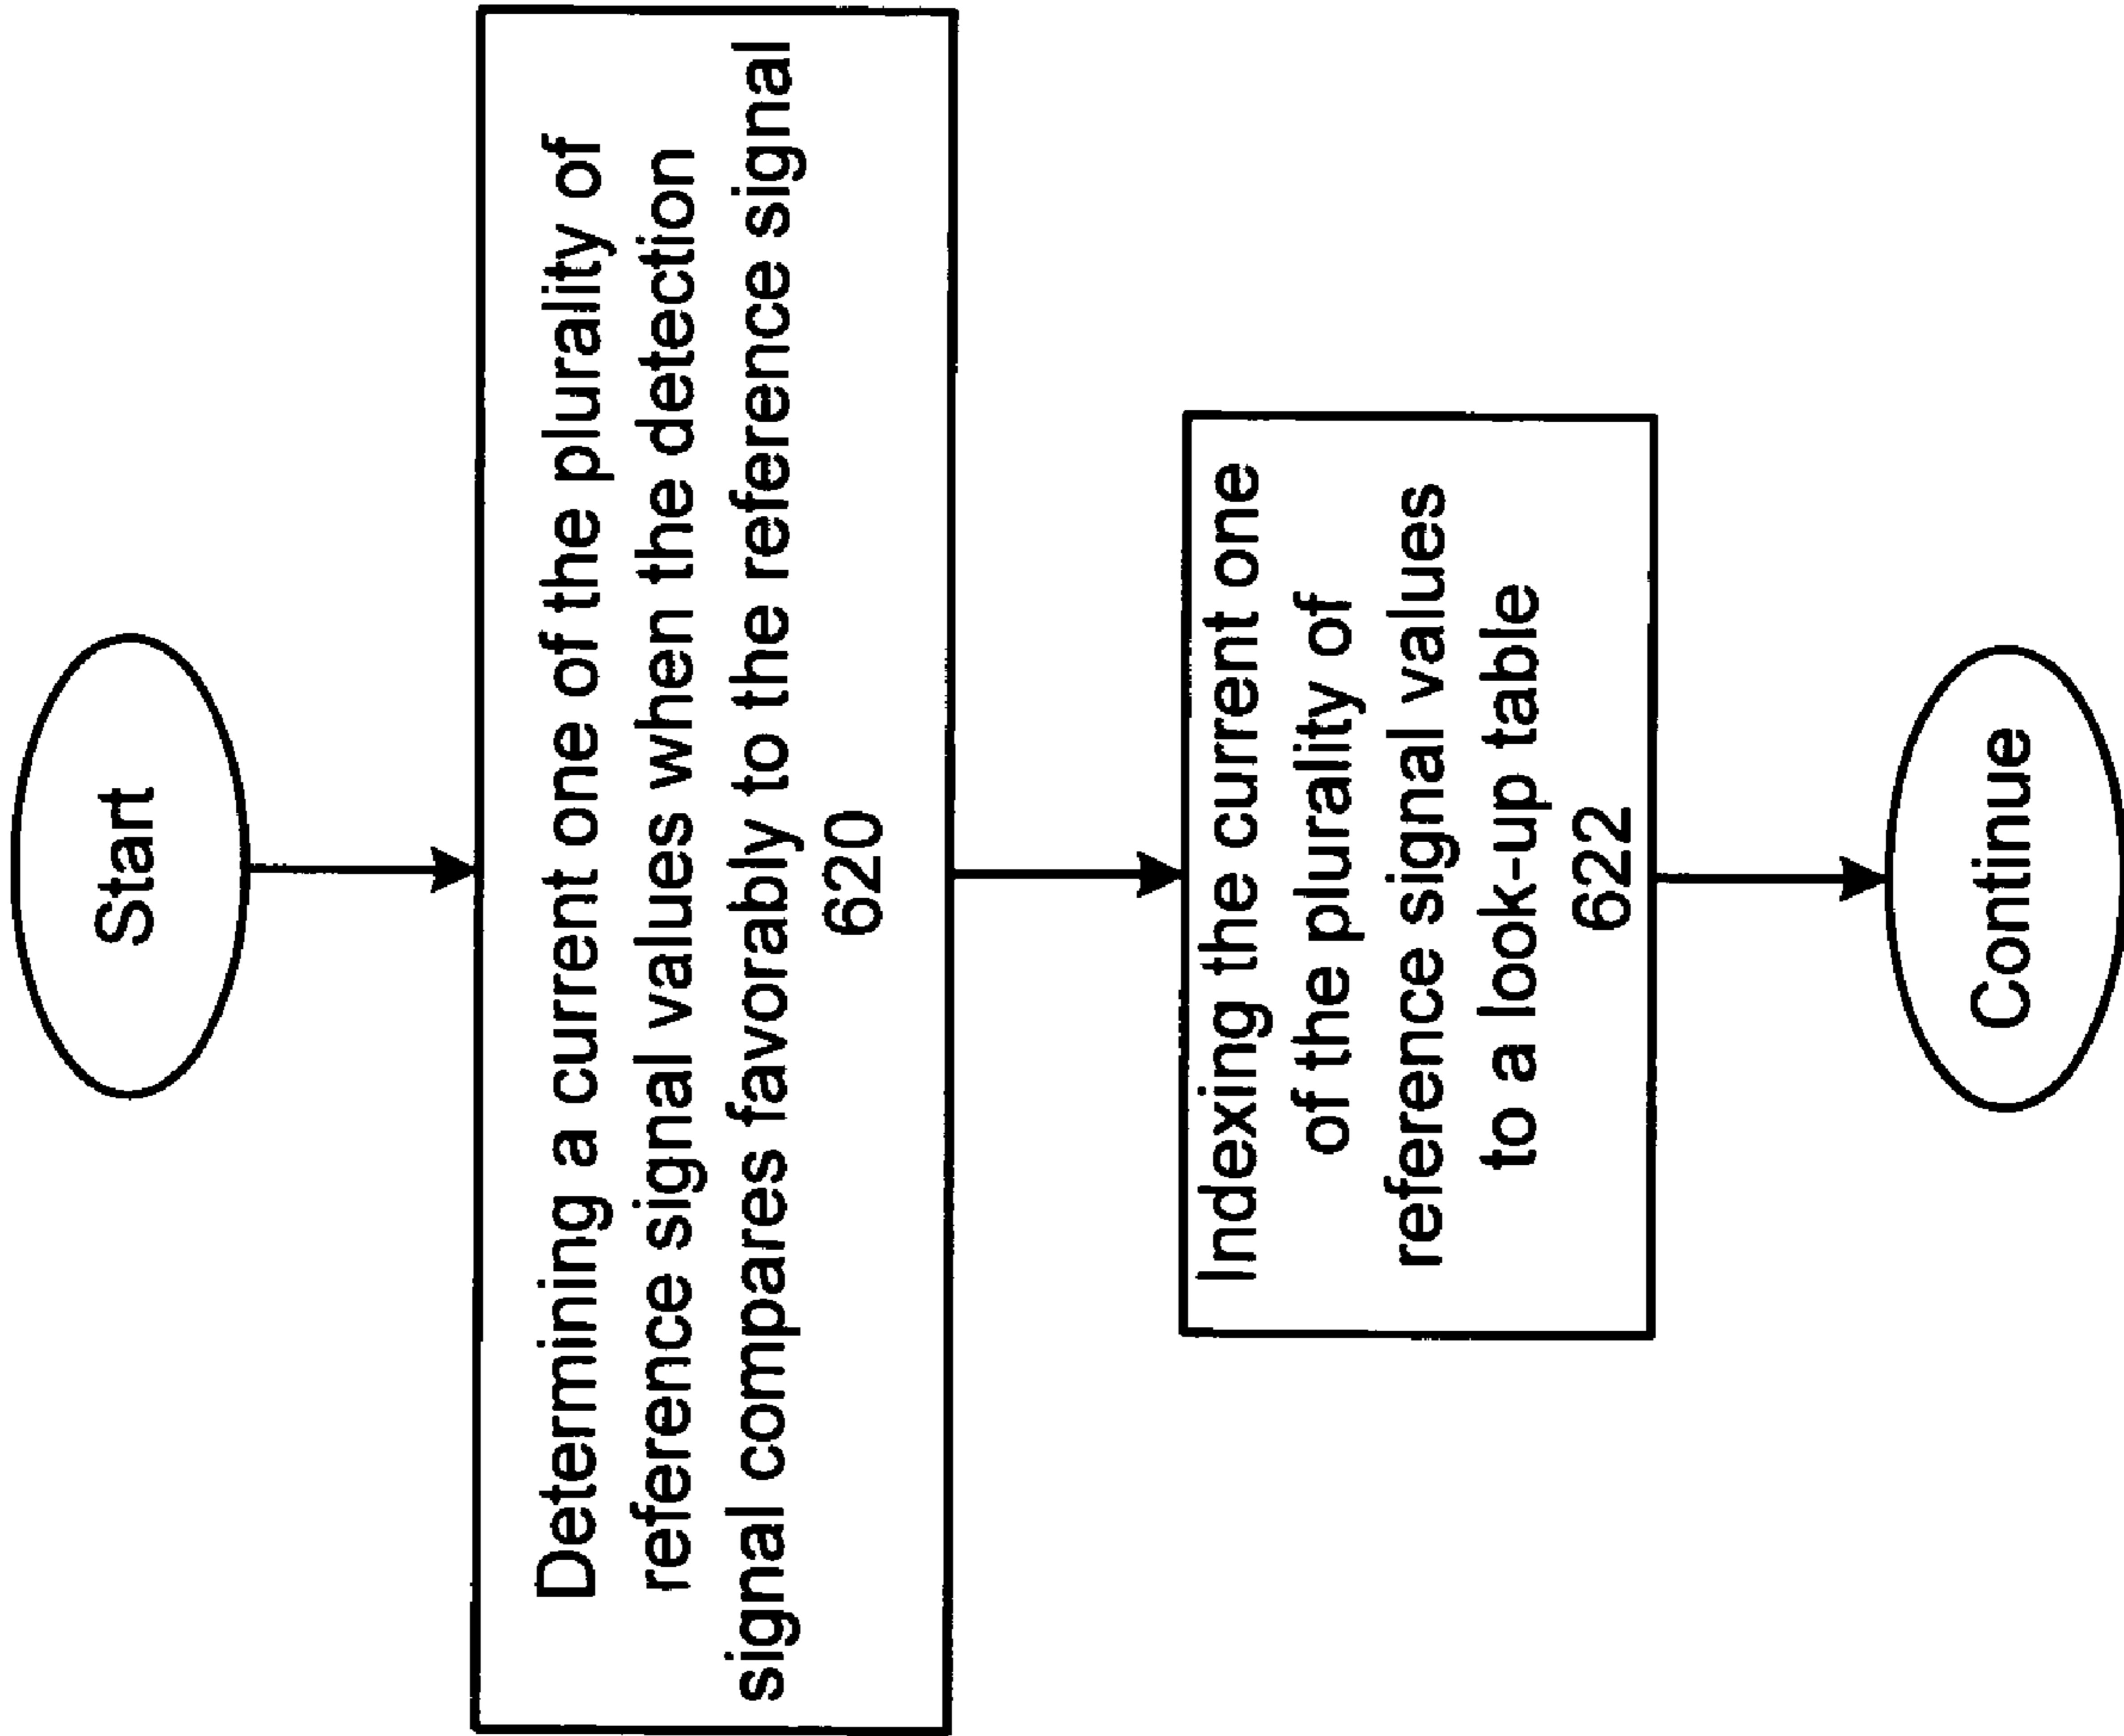 Start
Determining a current one of the plurality of
reference signal values when the detection
signal compares favorably to the reference signal
620
Indexing the current one
of the plurality of
reference signal values
to a look-up table
622
Continue